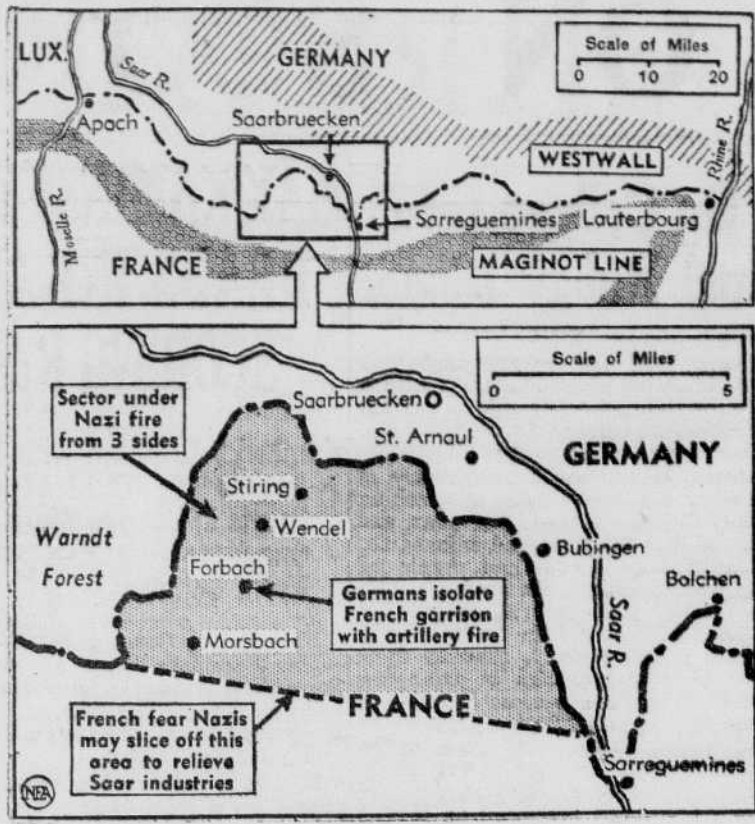 LUX.
Saar R.
GERMANY
Scale of Miles
0 10 20
Saarbruecken
Apach
Rhine R.
WESTWALL
Moselle R.
Sarreguemines
Lauterbourg
FRANCE
MAGINOT LINE
Scale of Miles
0 5
Sector under
Nazi fire
from 3 sides
Saarbruecken
St. Arnaul
GERMANY
Stiring
Wendel
Warndt
Forest
Bubingen
Forbach
Germans isolate
French garrison
with artillery fire
Bolchen
Saar R.
Morsbach
FRANCE
French fear Nazis
may slice off this
area to relieve
Saar industries
Sarreguemines
NEA